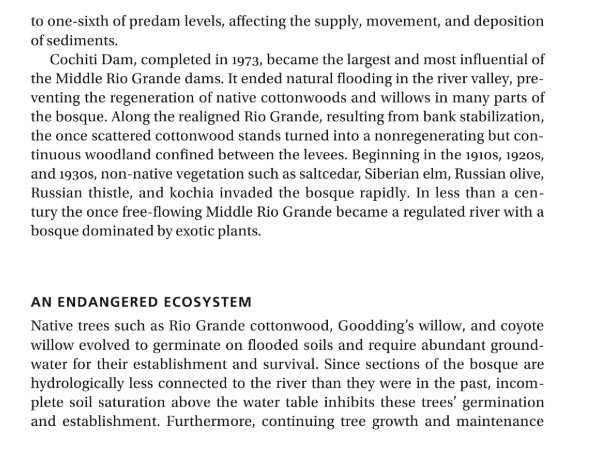 to one-sixth of predam levels, affecting the supply, movement, and deposition
of sediments.
Cochiti Dam, completed in 1973, became the largest and most influential of
the Middle Rio Grande dams. It ended natural flooding in the river valley, pre-
venting the regeneration of native cottonwoods and willows in many parts of
the bosque. Along the realigned Rio Grande, resulting from bank stabilization,
the once scattered cottonwood stands turned into a nonregenerating but con-
tinuous woodland confined between the levees. Beginning in the 1910s, 1920s,
and 1930s, non-native vegetation such as saltcedar, Siberian elm, Russian olive,
Russian thistle, and kochia invaded the bosque rapidly. In less than a cen-
tury the once free-flowing Middle Rio Grande became a regulated river with a
bosque dominated by exotic plants.
AN ENDANGERED ECOSYSTEM
Native trees such as Rio Grande cottonwood, Goodding's willow, and coyote
willow evolved to germinate on flooded soils and require abundant ground-
water for their establishment and survival. Since sections of the bosque are
hydrologically less connected to the river than they were in the past, incom-
plete soil saturation above the water table inhibits these trees' germination
and establishment. Furthermore, continuing tree growth and maintenance